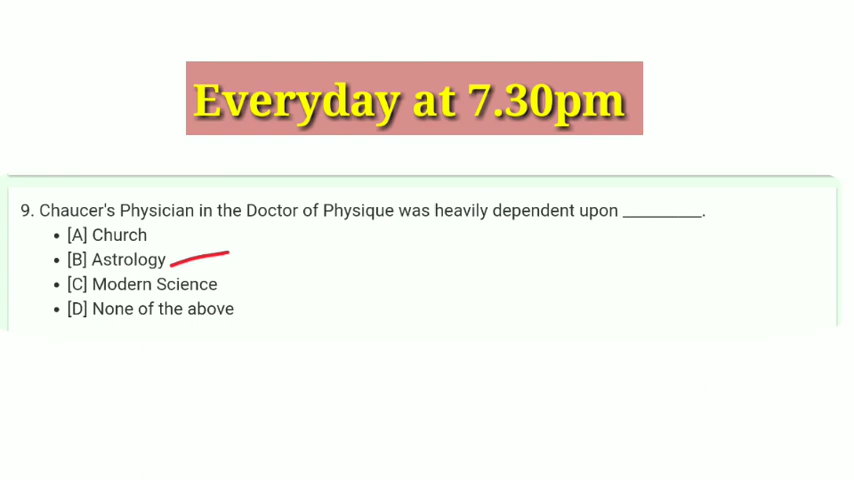 Everyday at 7.30pm
9. Chaucer's Physician in the Doctor of Physique was heavily dependent upon _________.
• [A] Church
• [B] Astrology
• [C] Modern Science
• [D] None of the above